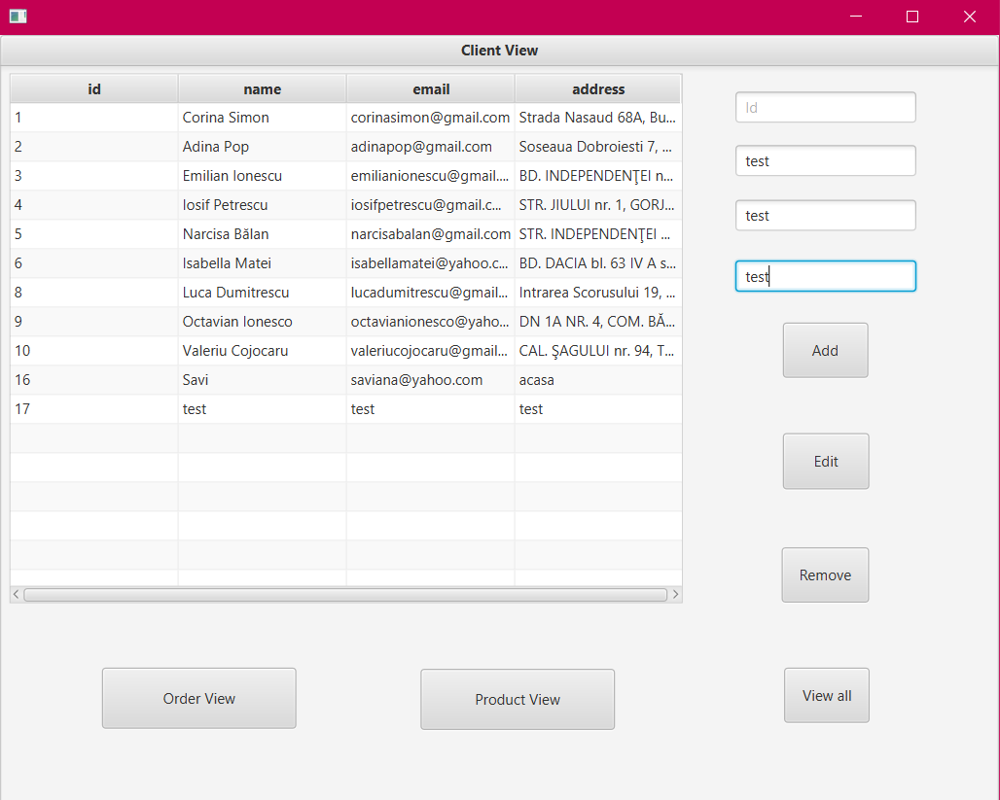 Client View
id name email address
1 Corina Simon corinasimon@gmail.com Strada Nasaud 68A, Bu...
2 Adina Pop adinapop@gmail.com Soseaua Dobroiesti 7, ...
3 Emilian Ionescu emilianionescu@gmail.... BD. INDEPENDENŢEI n...
4 Iosif Petrescu iosifpetrescu@gmail.c... STR. JIULUI nr. 1, GORJ...
5 Narcisa Bălan narcisabalan@gmail.com STR. INDEPENDENŢEI ...
6 Isabella Matei isabellamatei@yahoo.c... BD. DACIA bl. 63 IV A s...
8 Luca Dumitrescu lucadumitrescu@gmail... Intrarea Scorusului 19, ...
9 Octavian Ionesco octavianionesco@yaho... DN 1A NR. 4, COM. BĂ...
10 Valeriu Cojocaru valeriucojocaru@gmail... CAL. ŞAGULUI nr. 94, T...
16 Savi saviana@yahoo.com acasa
17 test test test
Id
test
test
test
Add
Edit
Remove
Order View
Product View
View all